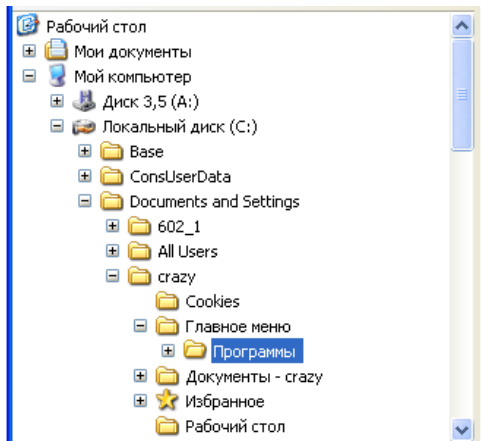 Рабочий стол
Мои документы
Мой компьютер
Диск 3,5 (A:)
Локальный диск (C:)
Base
ConsUserData
Documents and Settings
602_1
All Users
crazy
Cookies
Главное меню
Программы
Документы - crazy
Избранное
Рабочий стол